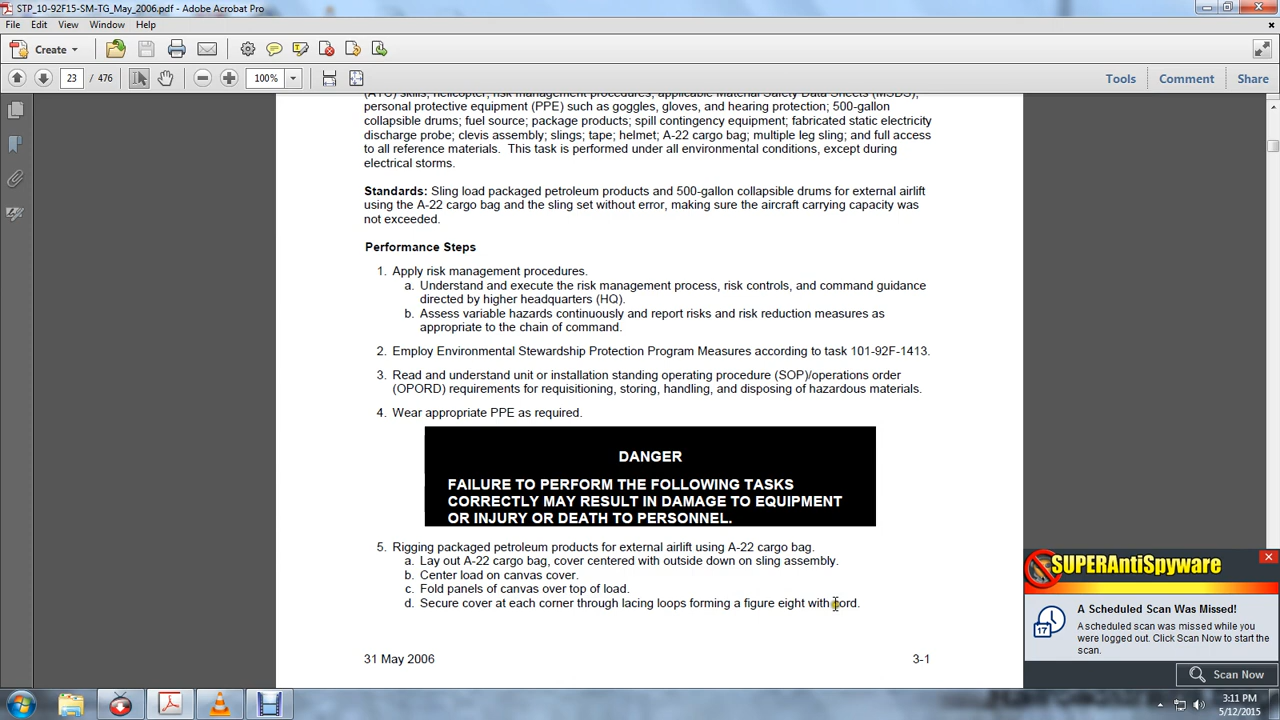 STP_10-92F15-SM-TG_May_2006.pdf - Adobe Acrobat Pro
File Edit View Window Help
Create
23 / 476 100% Tools Comment Share
(ATC) skills; helicopter; risk management procedures; applicable Material Safety Data Sheets (MSDS);
personal protective equipment (PPE) such as goggles, gloves, and hearing protection; 500-gallon
collapsible drums; fuel source; package products; spill contingency equipment; fabricated static electricity
discharge probe; clevis assembly; slings; tape; helmet; A-22 cargo bag; multiple leg sling; and full access
to all reference materials. This task is performed under all environmental conditions, except during
electrical storms.
Standards: Sling load packaged petroleum products and 500-gallon collapsible drums for external airlift
using the A-22 cargo bag and the sling set without error, making sure the aircraft carrying capacity was
not exceeded.
Performance Steps
1. Apply risk management procedures.
a. Understand and execute the risk management process, risk controls, and command guidance
directed by higher headquarters (HQ).
b. Assess variable hazards continuously and report risks and risk reduction measures as
appropriate to the chain of command.
2. Employ Environmental Stewardship Protection Program Measures according to task 101-92F-1413.
3. Read and understand unit or installation standing operating procedure (SOP)/operations order
(OPORD) requirements for requisitioning, storing, handling, and disposing of hazardous materials.
4. Wear appropriate PPE as required.
DANGER
FAILURE TO PERFORM THE FOLLOWING TASKS
CORRECTLY MAY RESULT IN DAMAGE TO EQUIPMENT
OR INJURY OR DEATH TO PERSONNEL.
5. Rigging packaged petroleum products for external airlift using A-22 cargo bag.
a. Lay out A-22 cargo bag, cover centered with outside down on sling assembly.
b. Center load on canvas cover.
c. Fold panels of canvas over top of load.
d. Secure cover at each corner through lacing loops forming a figure eight with cord.
31 May 2006 3-1
SUPERAntiSpyware
A Scheduled Scan Was Missed!
A scheduled scan was missed while you
were logged out. Click Scan Now to start the
scan.
17
Scan Now
3:11 PM
5/12/2015